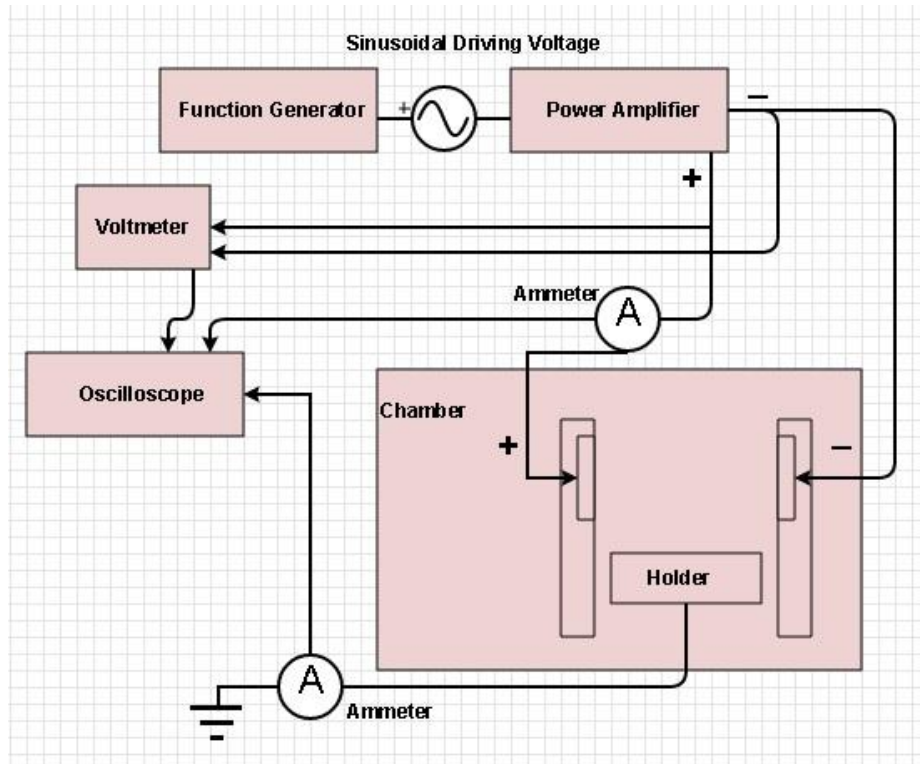 Sinusoidal Driving Voltage
Function Generator
+
Power Amplifier
−
+
Voltmeter
Ammeter
A
Oscilloscope
Chamber
+
−
Holder
A
Ammeter